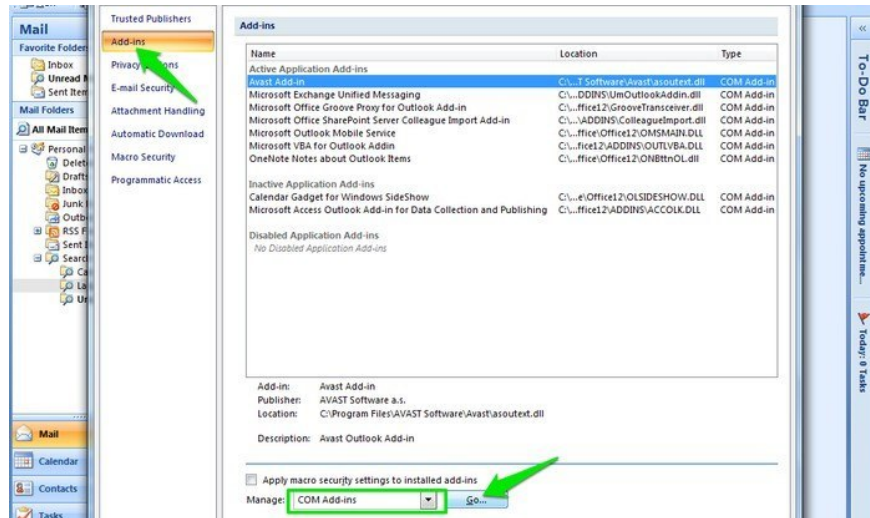 Mail
Favorite Folder
Inbox
Unread M
Sent Item
Mail Folders
All Mail Item
Personal
Delet
Draft
Inbox
Junk
Outb
RSS F
Sent I
Searc
Ca
La
Un
Mail
Calendar
Contacts
Tasks
Trusted Publishers
Add-ins
Privacy
E-mail Security
Attachment Handling
Automatic Download
Macro Security
Programmatic Access
Add-ins
Name Location Type
Active Application Add-ins
Avast Add-in C:\...T Software\Avast\asoutext.dll COM Add-in
Microsoft Exchange Unified Messaging C:\...DDINS\UmOutlookAddin.dll COM Add-in
Microsoft Office Groove Proxy for Outlook Add-in C:\...ffice12\GrooveTransceiver.dll COM Add-in
Microsoft Office SharePoint Server Colleague Import Add-in C:\...\ADDINS\ColleagueImport.dll COM Add-in
Microsoft Outlook Mobile Service C:\...ffice\Office12\OMSMAIN.DLL COM Add-in
Microsoft VBA for Outlook Addin C:\...ice12\ADDINS\OUTLVBA.DLL COM Add-in
OneNote Notes about Outlook Items C:\...ffice\Office12\ONBttnOL.dll COM Add-in
Inactive Application Add-ins
Calendar Gadget for Windows SideShow C:\...e\Office12\OLSIDESHOW.DLL COM Add-in
Microsoft Access Outlook Add-in for Data Collection and Publishing C:\...ffice12\ADDINS\ACCOLK.DLL COM Add-in
Disabled Application Add-ins
No Disabled Application Add-ins
Add-in: Avast Add-in
Publisher: AVAST Software a.s.
Location: C:\Program Files\AVAST Software\Avast\asoutext.dll
Description: Avast Outlook Add-in
Apply macro security settings to installed add-ins
Manage: COM Add-ins Go...
To-Do Bar
No upcoming appointme...
Today: 0 Tasks